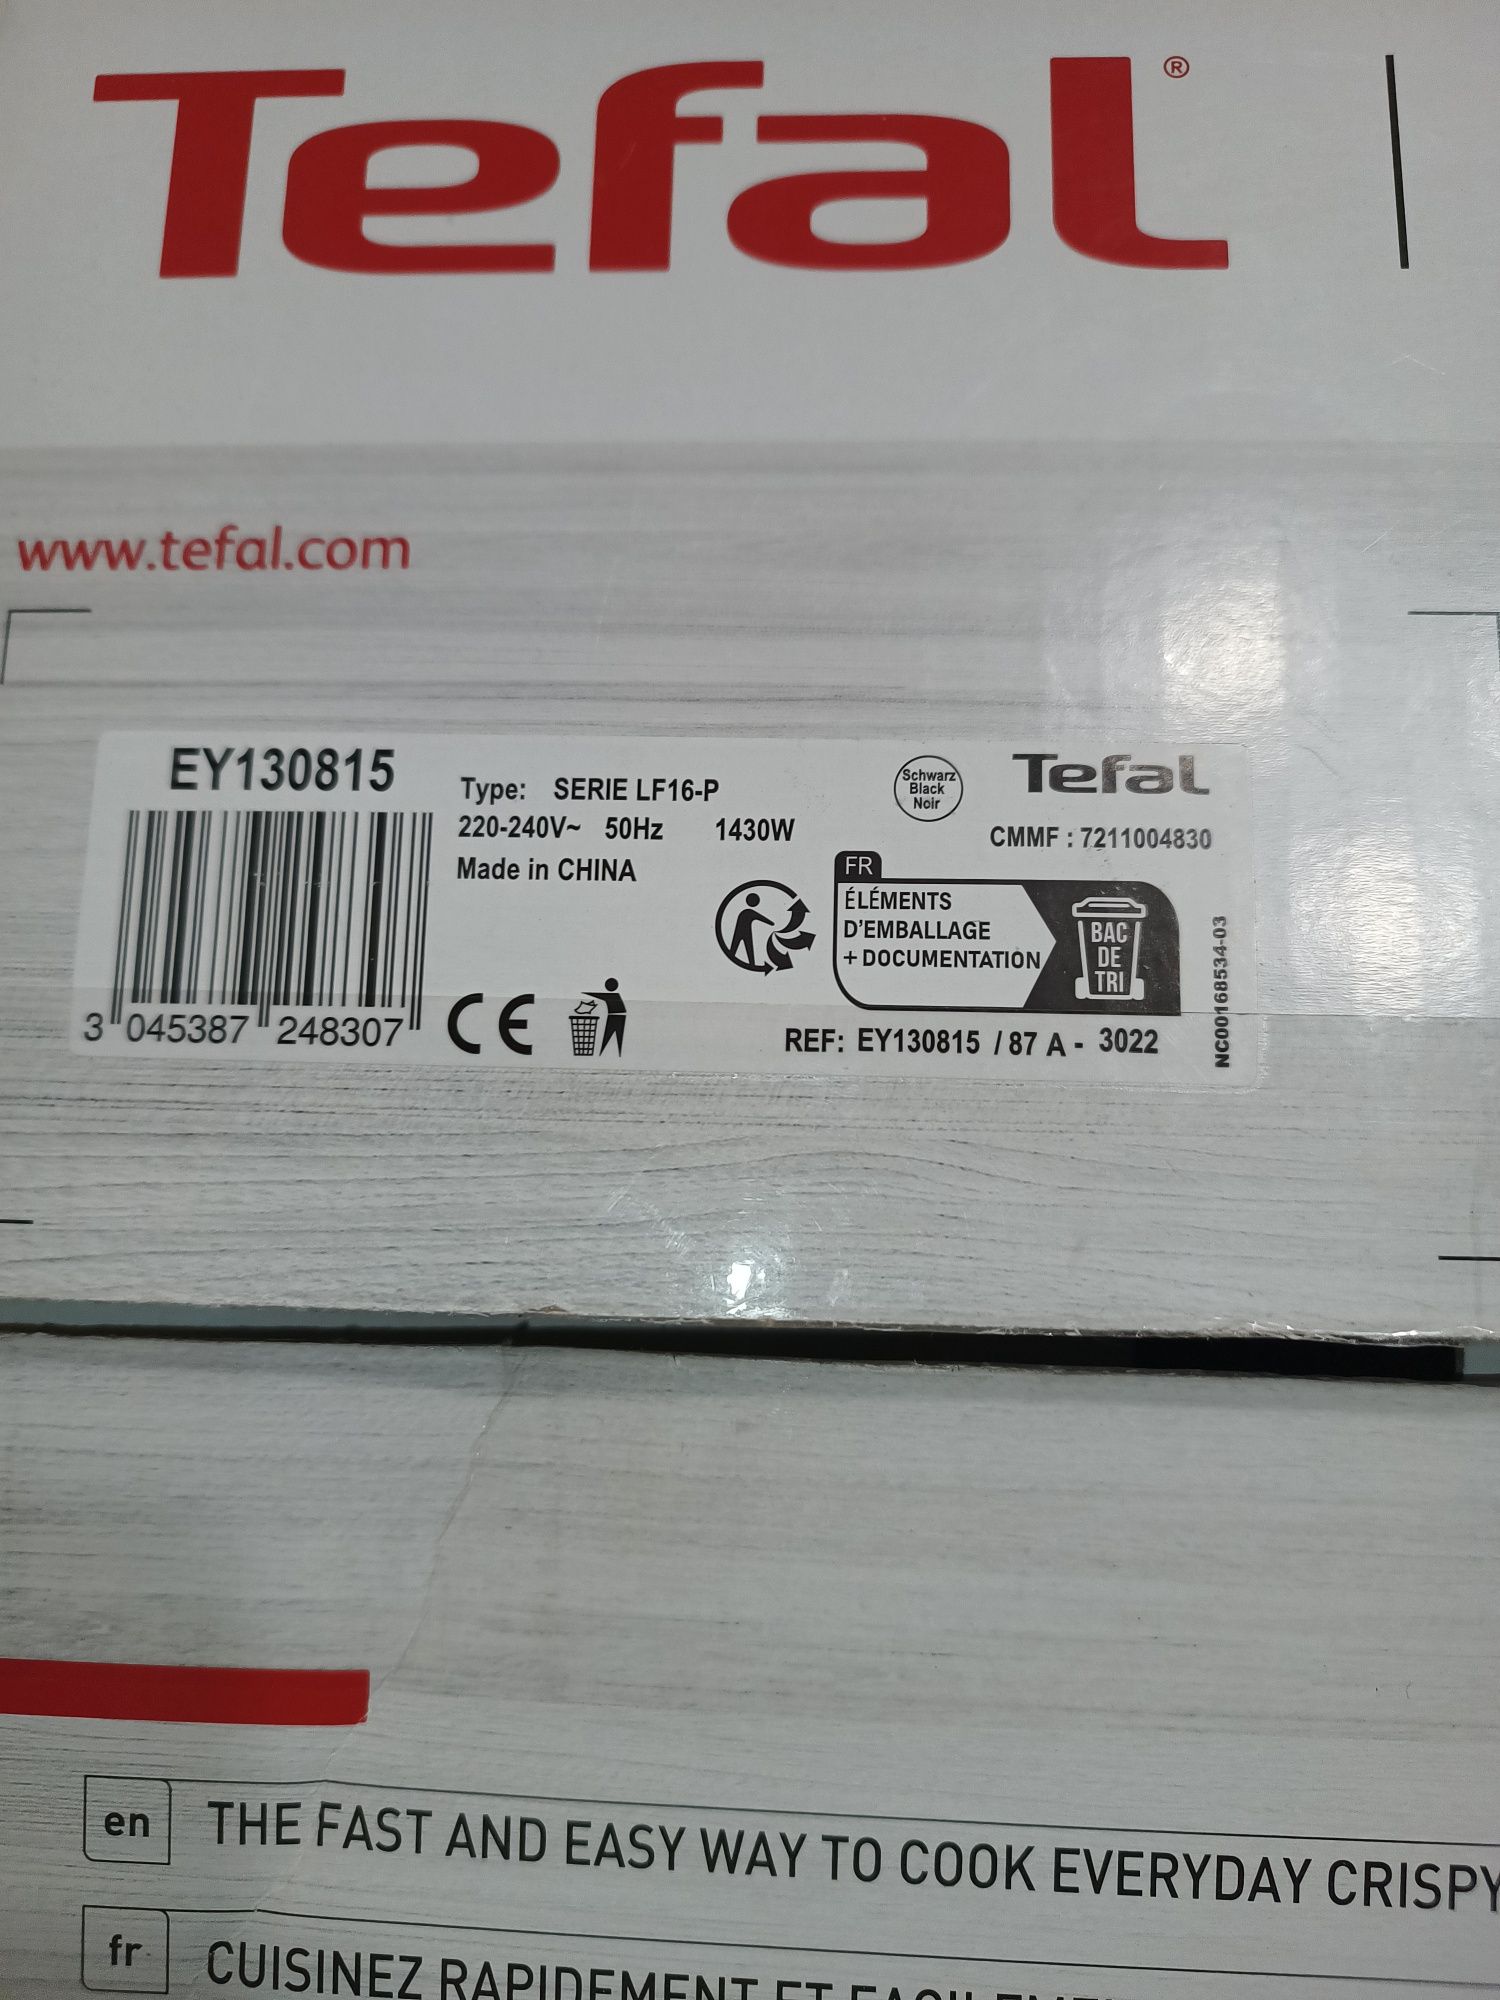 Tefal®
www.tefal.com
EY130815
Type: SERIE LF16-P
220-240V~ 50Hz 1430W
Made in CHINA
Schwarz
Black
Noir
Tefal
CMMF : 7211004830
FR
ÉLÉMENTS
D'EMBALLAGE
+ DOCUMENTATION
BAC
DE
TRI
NC00168534-03
3 045387 248307
CE
REF: EY130815 / 87 A - 3022
en THE FAST AND EASY WAY TO COOK EVERYDAY CRISPY
fr CUISINEZ RAPIDEMENT ET